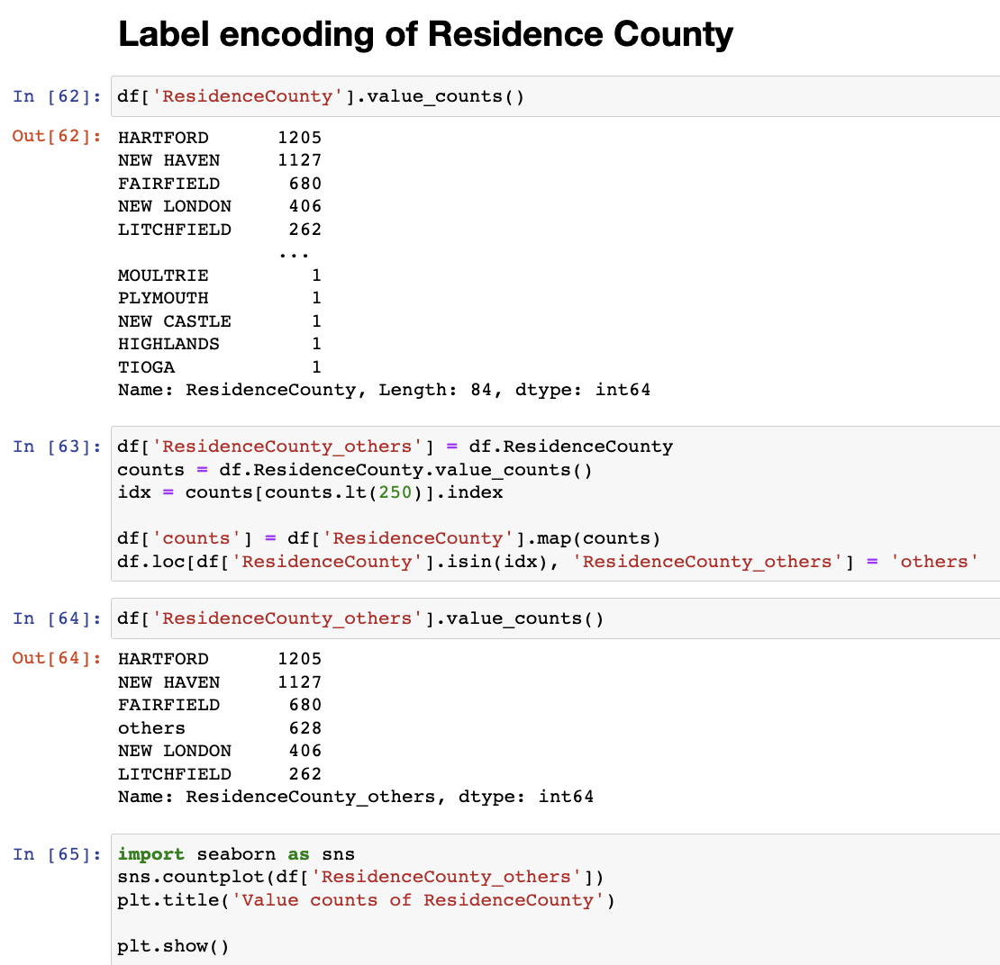 Label encoding of Residence County
In [62]: df['ResidenceCounty'].value_counts()
Out[62]: HARTFORD 1205
NEW HAVEN 1127
FAIRFIELD 680
NEW LONDON 406
LITCHFIELD 262
...
MOULTRIE 1
PLYMOUTH 1
NEW CASTLE 1
HIGHLANDS 1
TIOGA 1
Name: ResidenceCounty, Length: 84, dtype: int64
In [63]: df['ResidenceCounty_others'] = df.ResidenceCounty
counts = df.ResidenceCounty.value_counts()
idx = counts[counts.lt(250)].index
df['counts'] = df['ResidenceCounty'].map(counts)
df.loc[df['ResidenceCounty'].isin(idx), 'ResidenceCounty_others'] = 'others'
In [64]: df['ResidenceCounty_others'].value_counts()
Out[64]: HARTFORD 1205
NEW HAVEN 1127
FAIRFIELD 680
others 628
NEW LONDON 406
LITCHFIELD 262
Name: ResidenceCounty_others, dtype: int64
In [65]: import seaborn as sns
sns.countplot(df['ResidenceCounty_others'])
plt.title('Value counts of ResidenceCounty')
plt.show()